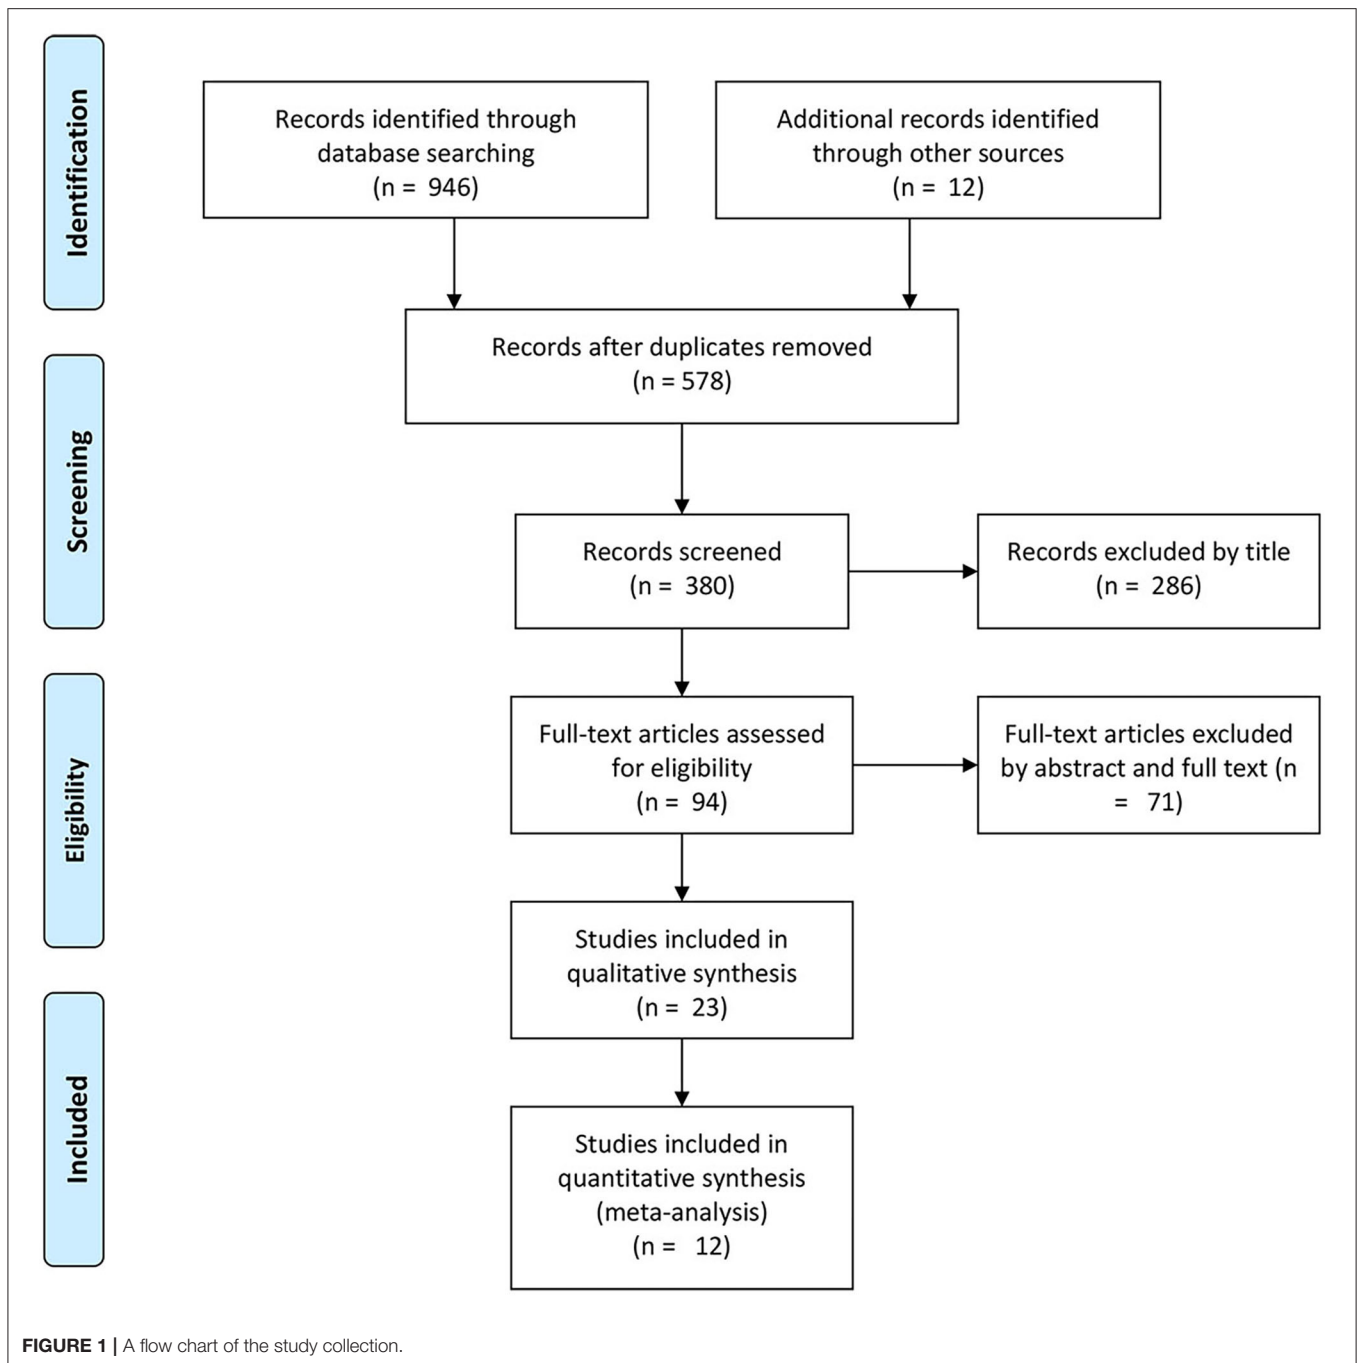 Identification
Records identified through
database searching
(n = 946)
Additional records identified
through other sources
(n = 12)
Records after duplicates removed
(n = 578)
Screening
Records screened
(n = 380)
Records excluded by title
(n = 286)
Eligibility
Full-text articles assessed
for eligibility
(n = 94)
Full-text articles excluded
by abstract and full text (n
= 71)
Studies included in
qualitative synthesis
(n = 23)
Included
Studies included in
quantitative synthesis
(meta-analysis)
(n = 12)
FIGURE 1 | A flow chart of the study collection.